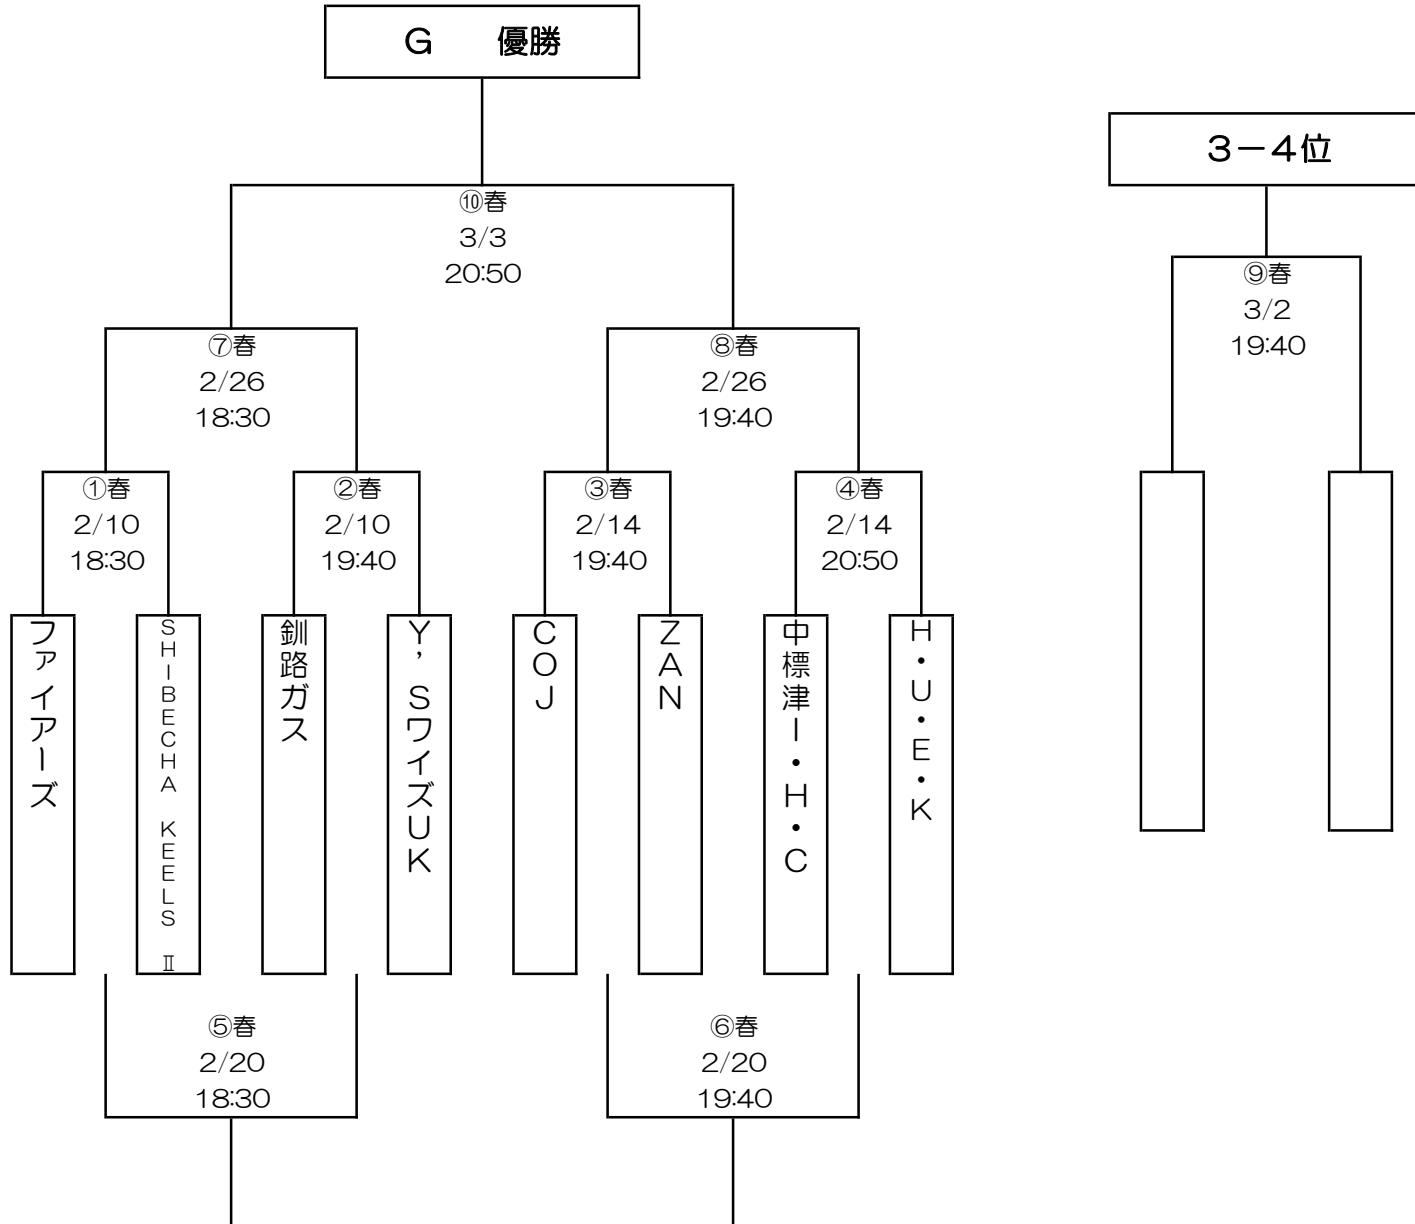 G　　優勝
３－４位
⑩春
3/3
20:50
⑨春
3/2
19:40
⑦春
2/26
18:30
⑧春
2/26
19:40
①春
2/10
18:30
②春
2/10
19:40
③春
2/14
19:40
④春
2/14
20:50
ファイアーズ
SHIBECHA　KEELS　Ⅱ
釧路ガス
Y’SワイズUK
COJ
ZAN
中標津I・H・C
H・U・E・K
⑤春
2/20
18:30
⑥春
2/20
19:40